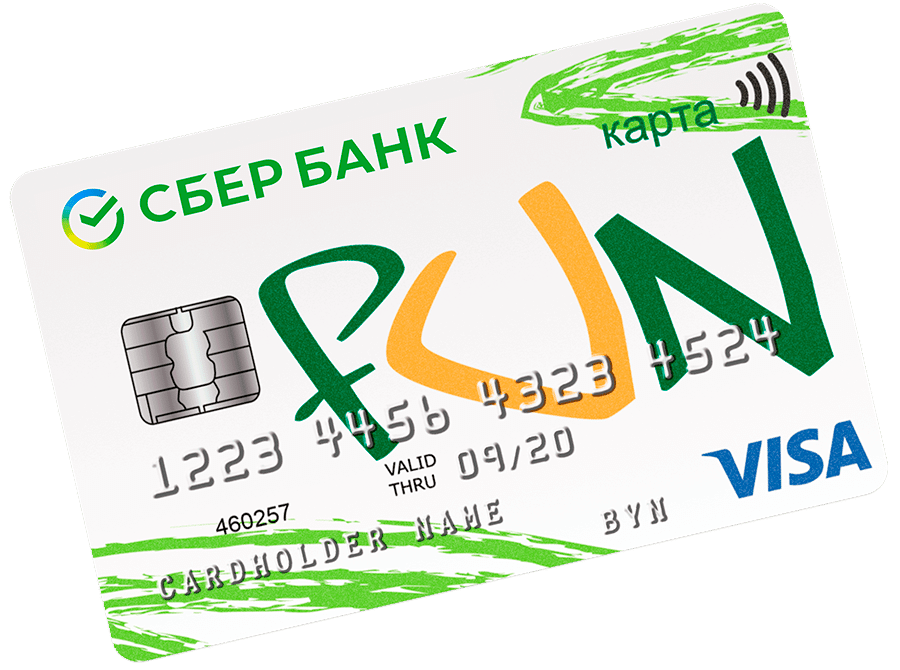 карта
СБЕР БАНК
FUN
1223 4456 4323 4524
VALID THRU 09/20
460257
CARDHOLDER NAME BYN
VISA